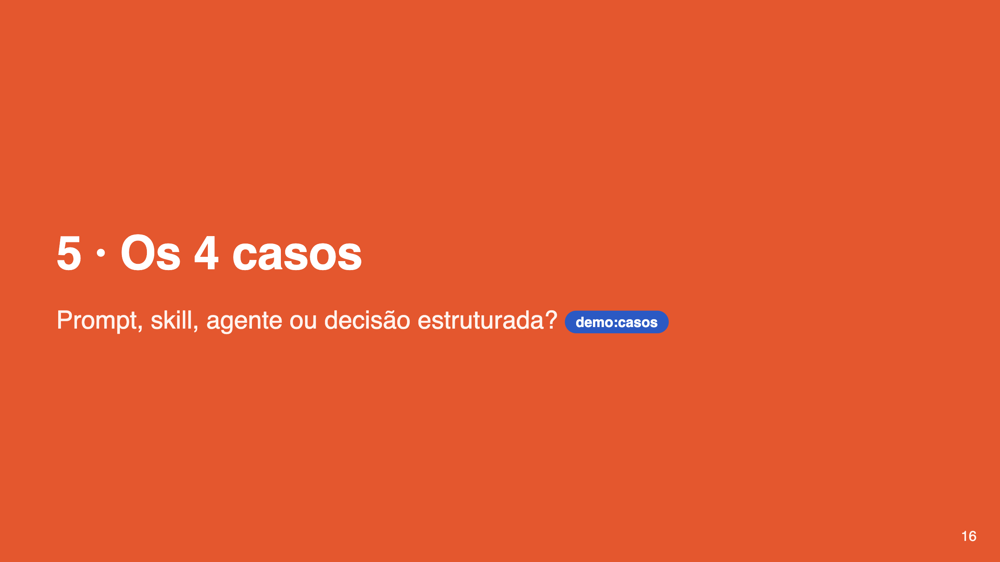 5 · Os 4 casos
Prompt, skill, agente ou decisão estruturada? demo:casos
16